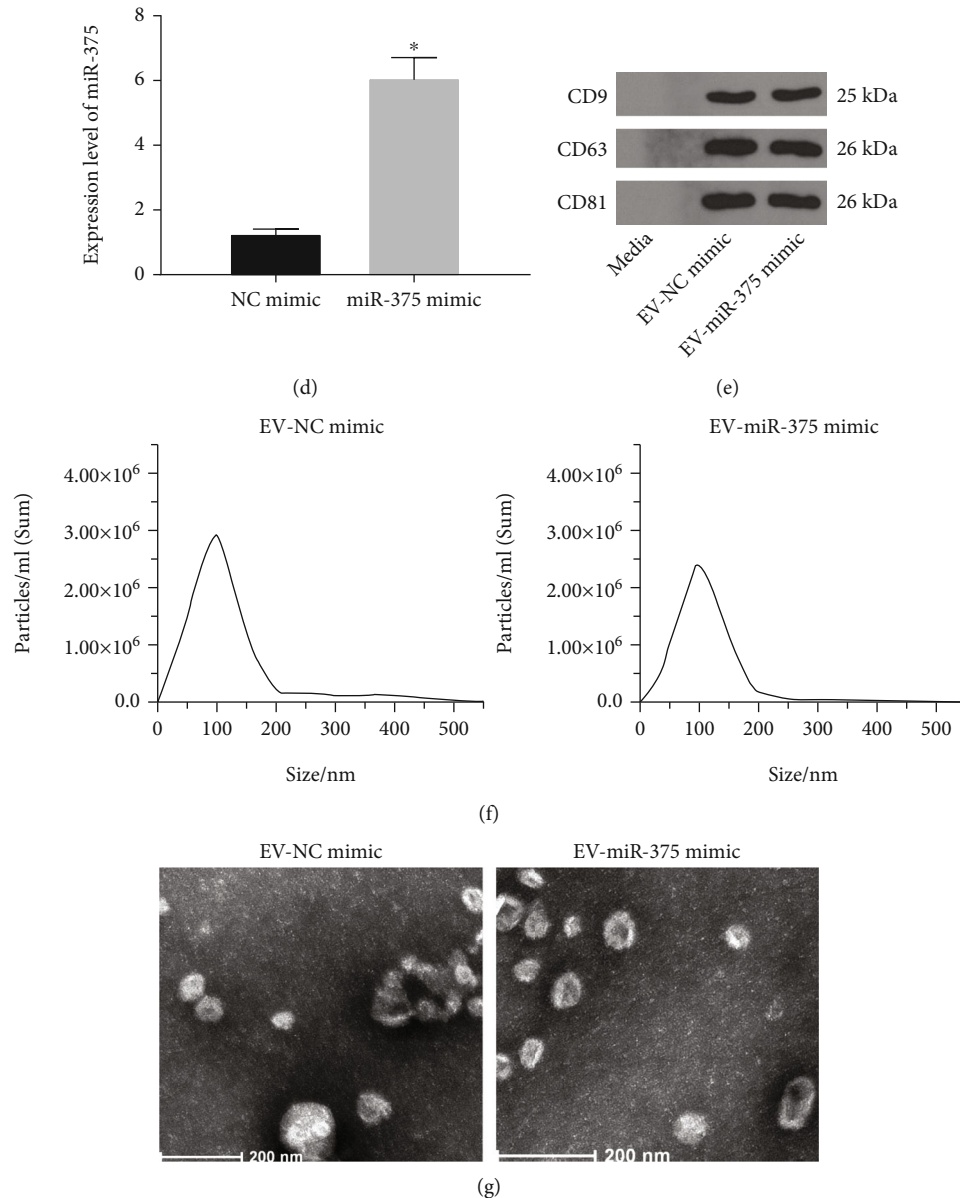 Expression level of miR-375
8
6
4
2
0
*
NC mimic miR-375 mimic
(d)
CD9 25 kDa
CD63 26 kDa
CD81 26 kDa
Media
EV-NC mimic
EV-miR-375 mimic
(e)
EV-NC mimic
Particles/ml (Sum)
4.00×10⁶
3.00×10⁶
2.00×10⁶
1.00×10⁶
0.0
0 100 200 300 400 500
Size/nm
EV-miR-375 mimic
Particles/ml (Sum)
4.00×10⁶
3.00×10⁶
2.00×10⁶
1.00×10⁶
0.0
0 100 200 300 400 500
Size/nm
(f)
EV-NC mimic
200 nm
EV-miR-375 mimic
200 nm
(g)